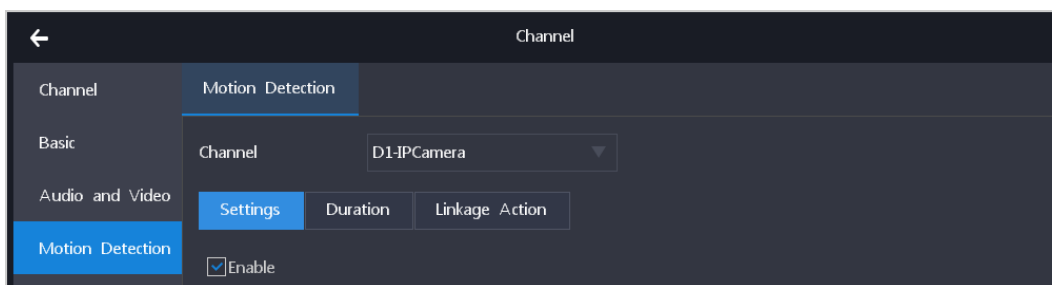 Channel
Channel
Motion Detection
Basic
Channel
D1-IPCamera
Audio and Video
Settings
Duration
Linkage Action
Motion Detection
Enable